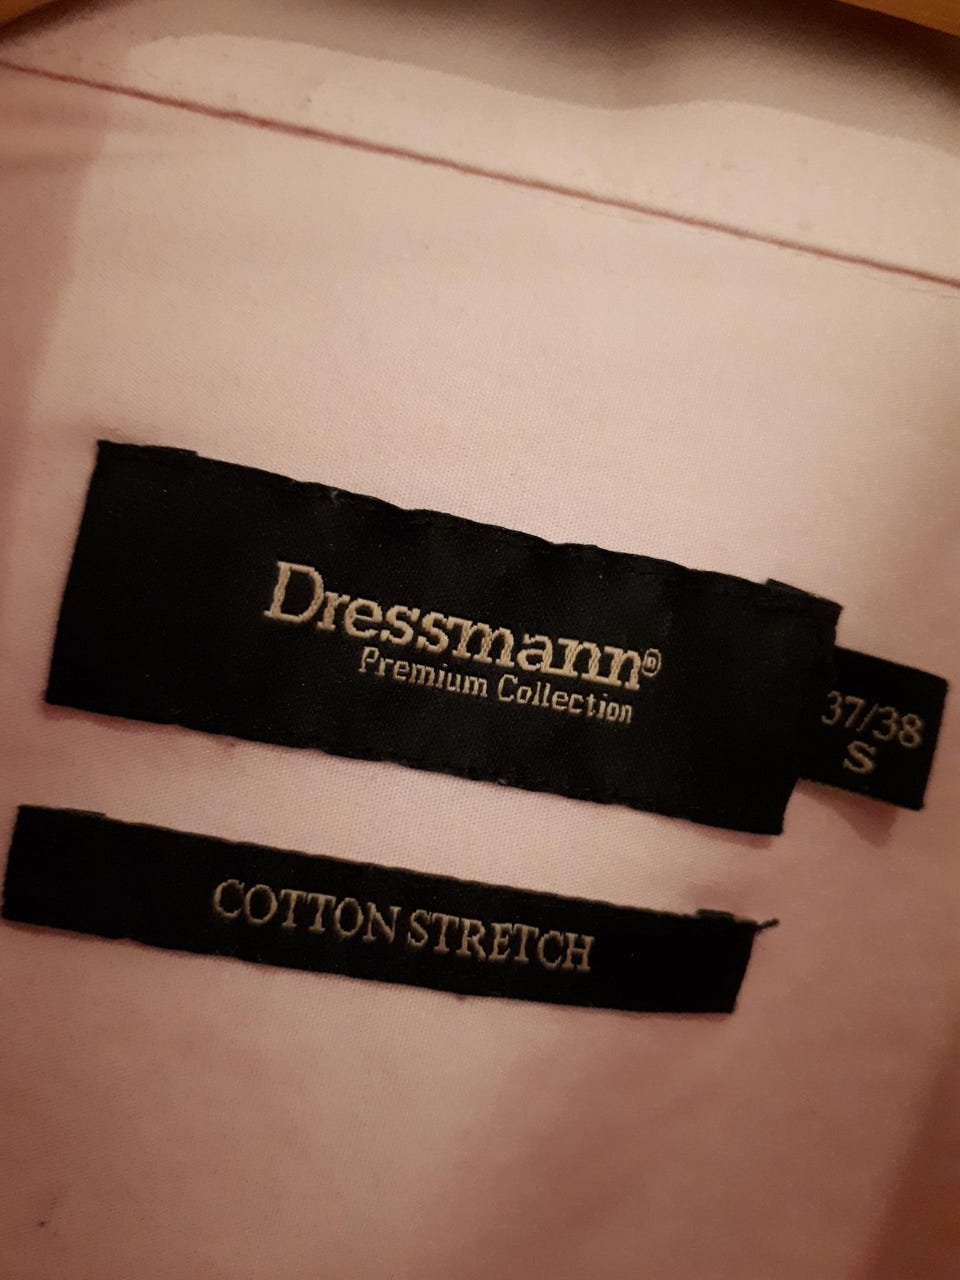 Dressmann®
Premium Collection
37/38
S
COTTON STRETCH